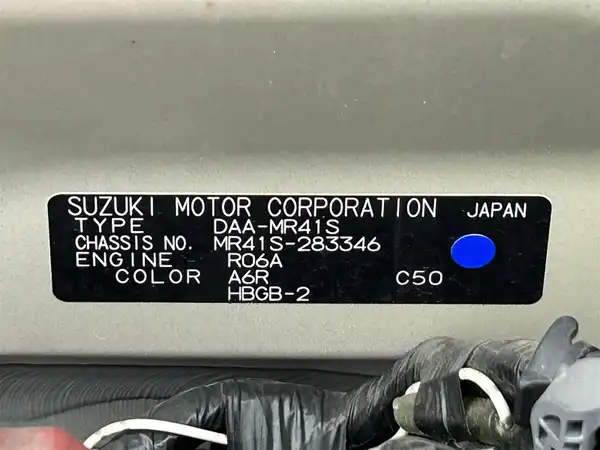 SUZUKI MOTOR CORPORATION JAPAN
TYPE DAA-MR41S
CHASSIS NO. MR41S-283346
ENGINE R06A
COLOR A6R C50
HBGB-2